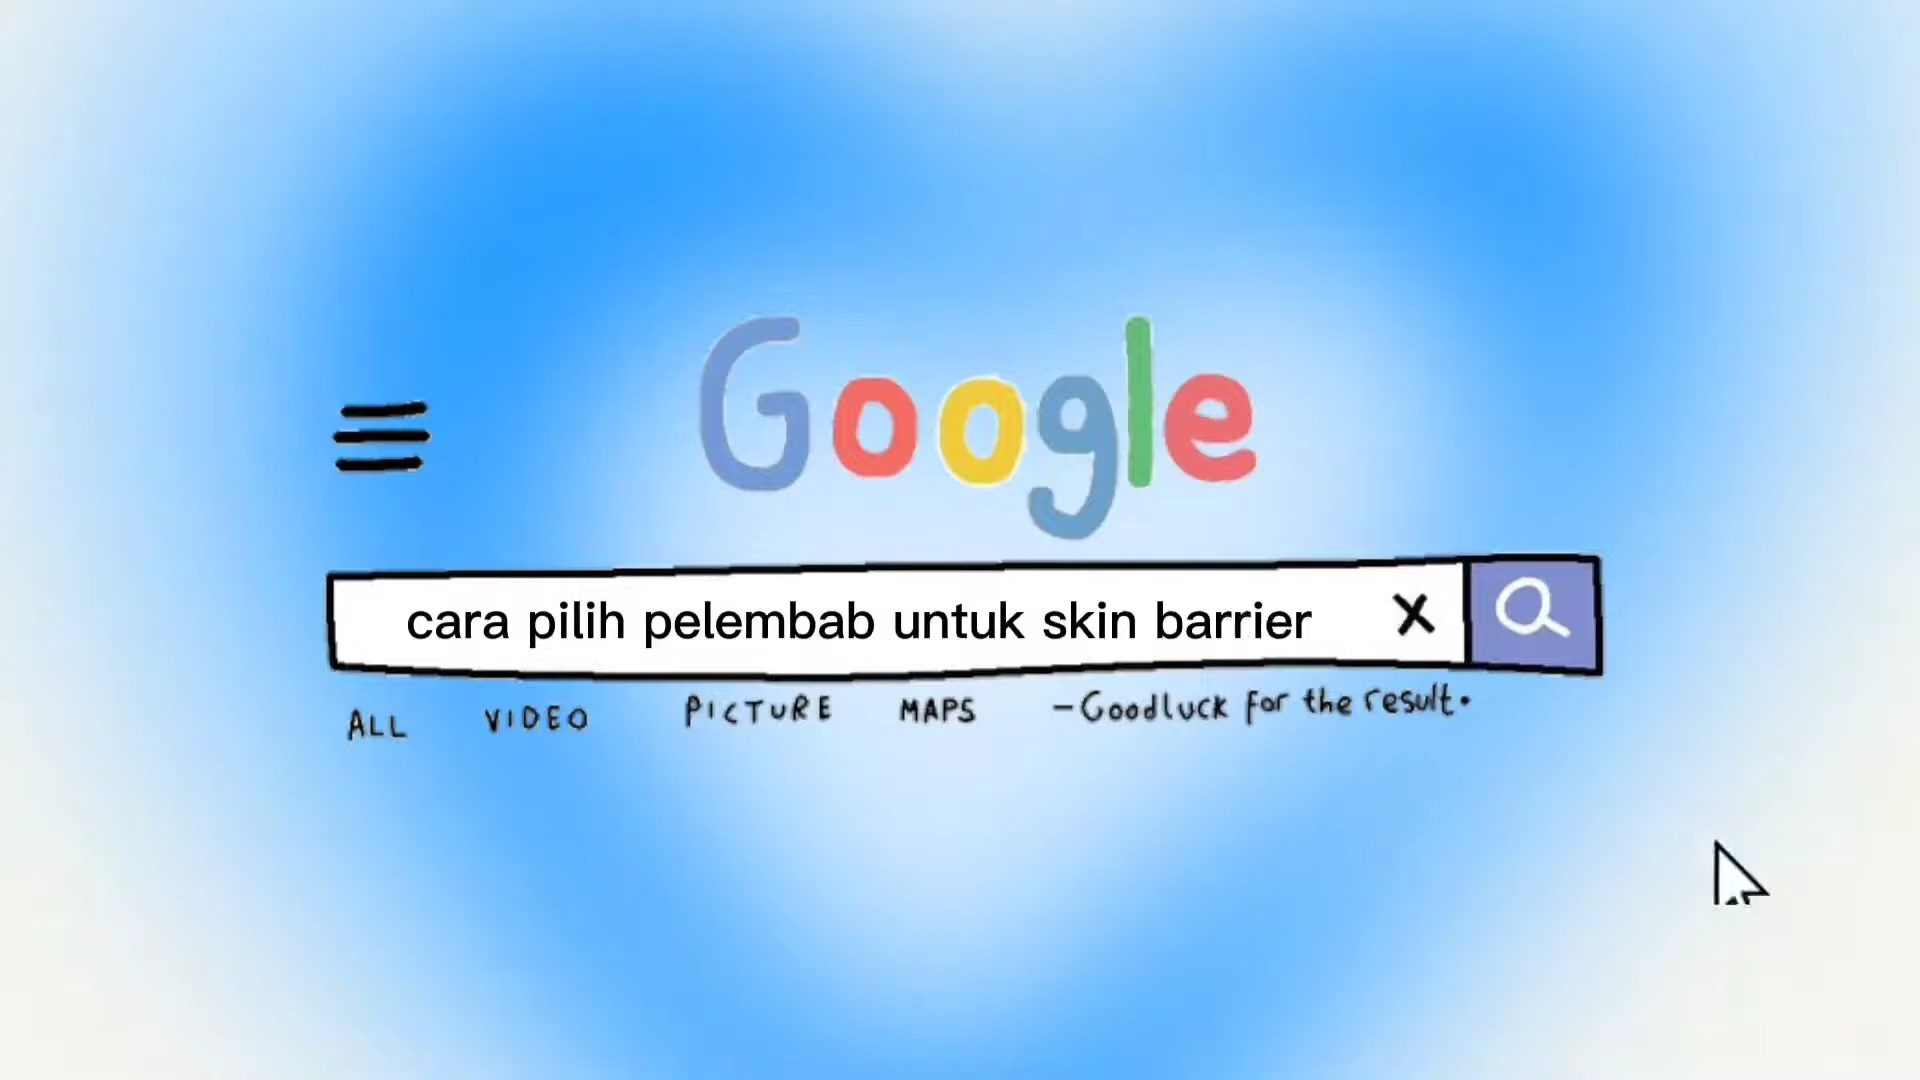 Google
cara pilih pelembab untuk skin barrier X
ALL VIDEO PICTURE MAPS -Goodluck for the result.